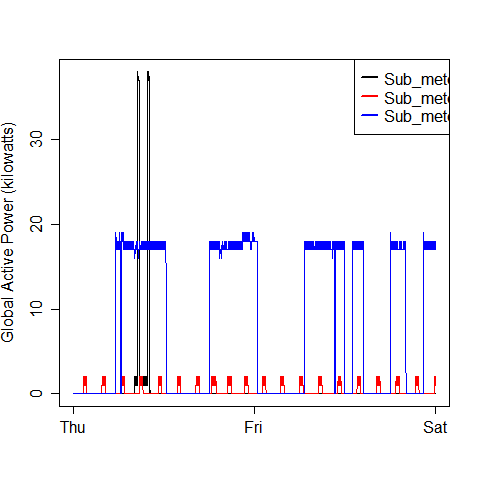 Sub_mete
Sub_mete
Sub_mete
Global Active Power (kilowatts)
30
20
10
0
Thu Fri Sat